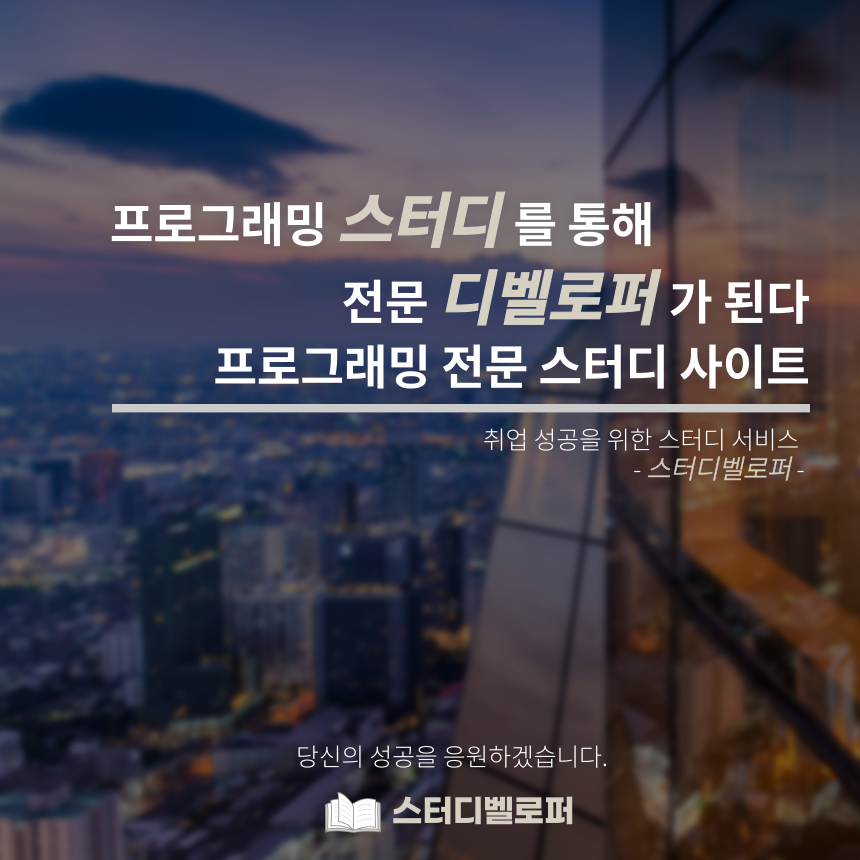 프로그래밍 스터디 를 통해
전문 디벨로퍼 가 된다
프로그래밍 전문 스터디 사이트
취업 성공을 위한 스터디 서비스
- 스터디벨로퍼 -
당신의 성공을 응원하겠습니다.
스터디벨로퍼